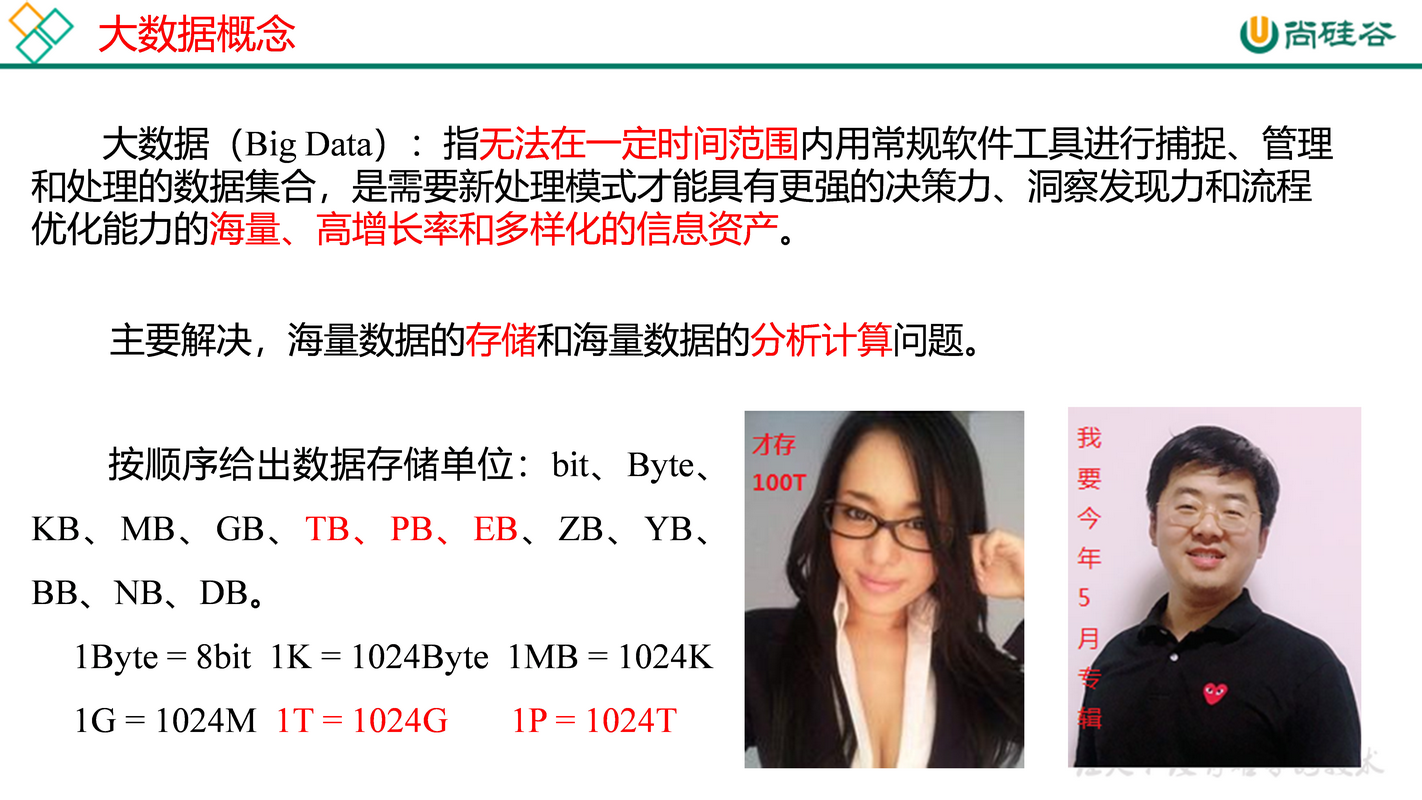 大数据概念
尚硅谷
大数据（Big Data）：指无法在一定时间范围内用常规软件工具进行捕捉、管理
和处理的数据集合，是需要新处理模式才能具有更强的决策力、洞察发现力和流程
优化能力的海量、高增长率和多样化的信息资产。
主要解决，海量数据的存储和海量数据的分析计算问题。
按顺序给出数据存储单位：bit、Byte、
KB、MB、GB、TB、PB、EB、ZB、YB、
BB、NB、DB。
1Byte = 8bit 1K = 1024Byte 1MB = 1024K
1G = 1024M 1T = 1024G 1P = 1024T
才存
100T
我
要
今
年
5
月
专
辑